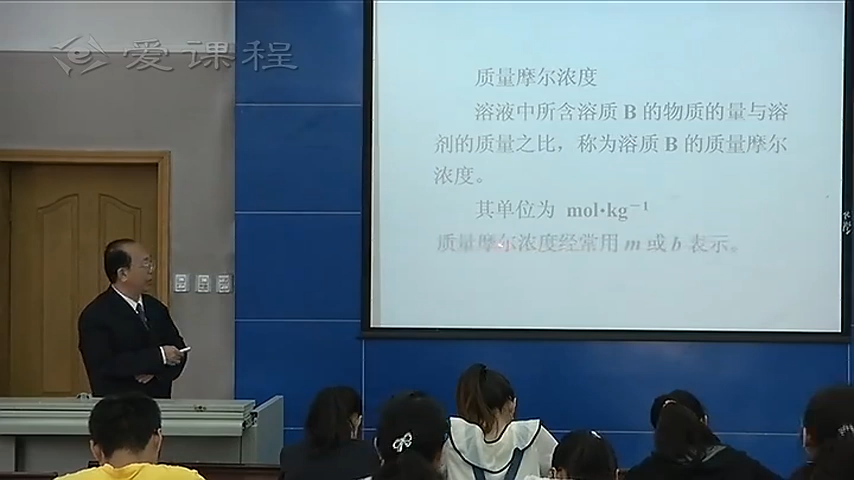 爱课程
质量摩尔浓度
溶液中所含溶质 B 的物质的量与溶
剂的质量之比，称为溶质 B 的质量摩尔
浓度。
其单位为 mol·kg⁻¹
质量摩尔浓度经常用 m 或 b 表示。